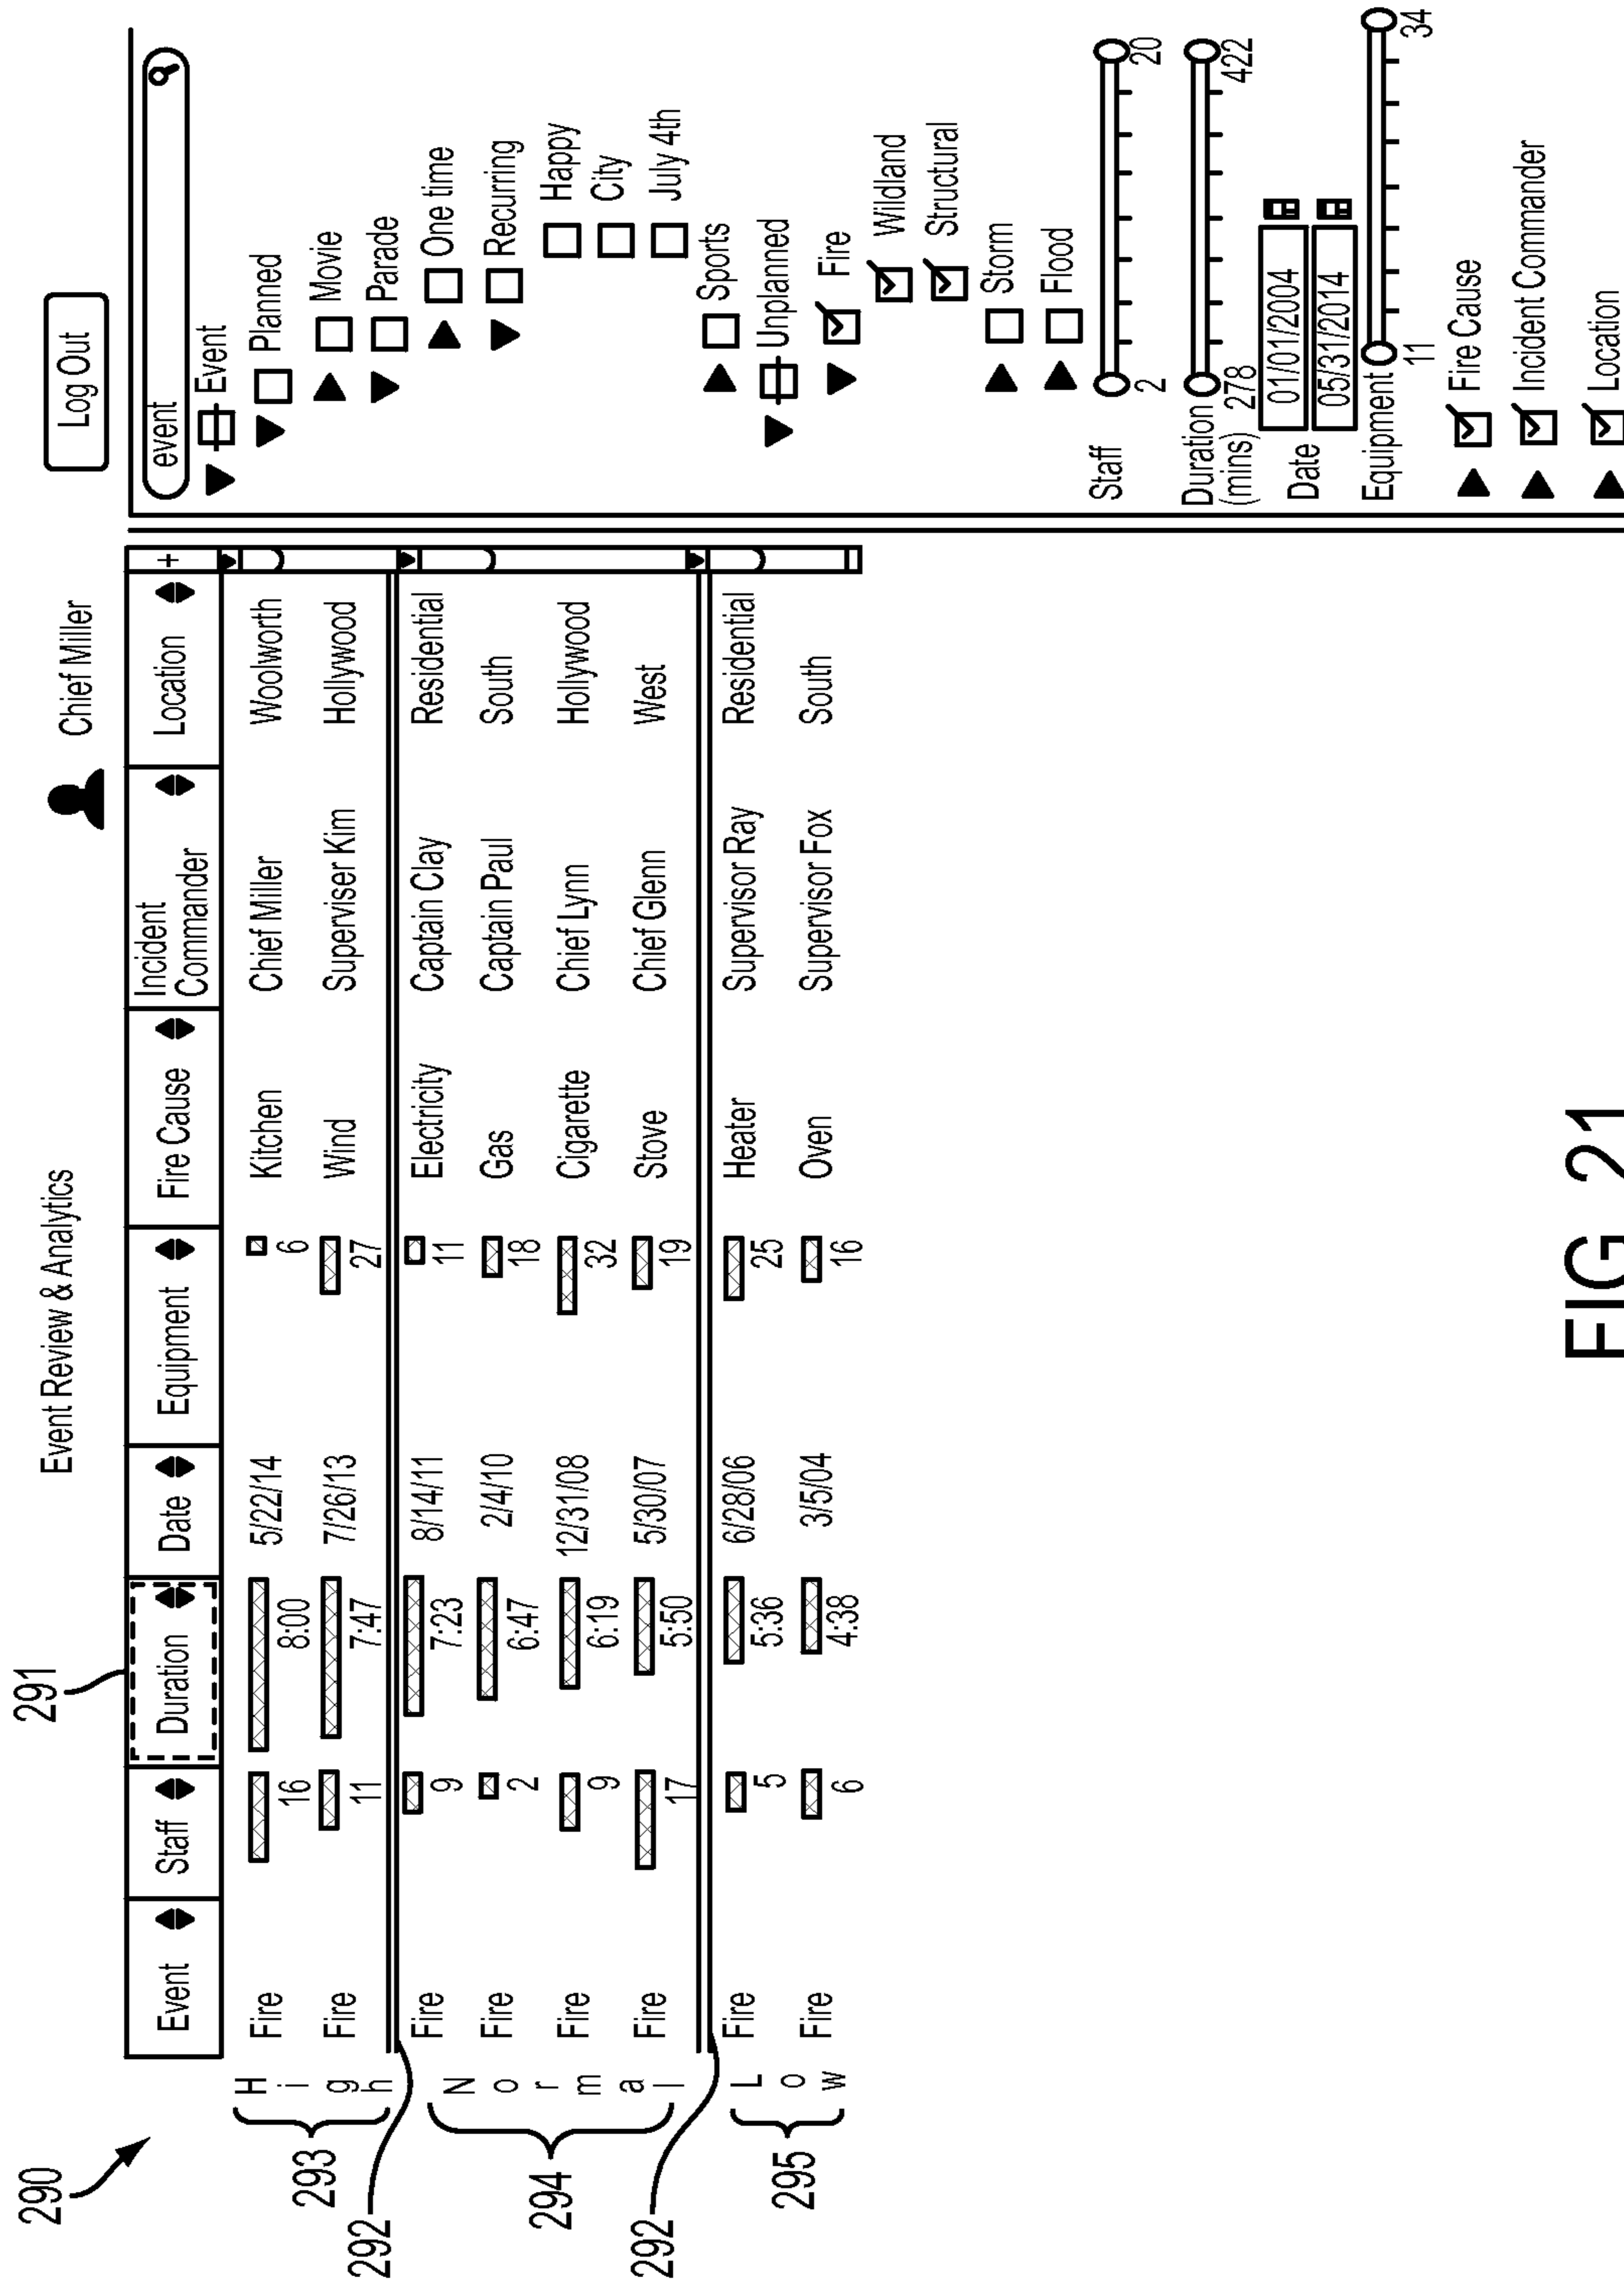 290
291
Event Review & Analytics
Chief Miller
Log Out
Event Staff Duration Date Equipment Fire Cause Incident Commander Location +
High
293
Fire 16 8:00 5/22/14 6 Kitchen Chief Miller Woolworth
Fire 11 7:47 7/26/13 27 Wind Superviser Kim Hollywood
292
Normal
294
Fire 9 7:23 8/14/11 11 Electricity Captain Clay Residential
Fire 2 6:47 2/4/10 18 Gas Captain Paul South
Fire 9 6:19 12/31/08 32 Cigarette Chief Lynn Hollywood
Fire 17 5:50 5/30/07 19 Stove Chief Glenn West
292
Low
295
Fire 5 5:36 6/28/06 25 Heater Supervisor Ray Residential
Fire 6 4:38 3/5/04 16 Oven Supervisor Fox South
event
Event
Planned
Movie
Parade
One time
Recurring
Happy
City
July 4th
Sports
Unplanned
Fire
Wildland
Structural
Storm
Flood
Staff
2 20
Duration
(mins) 278 422
Date
01/01/2004
05/31/2014
Equipment
11 34
Fire Cause
Incident Commander
Location
FIG. 21